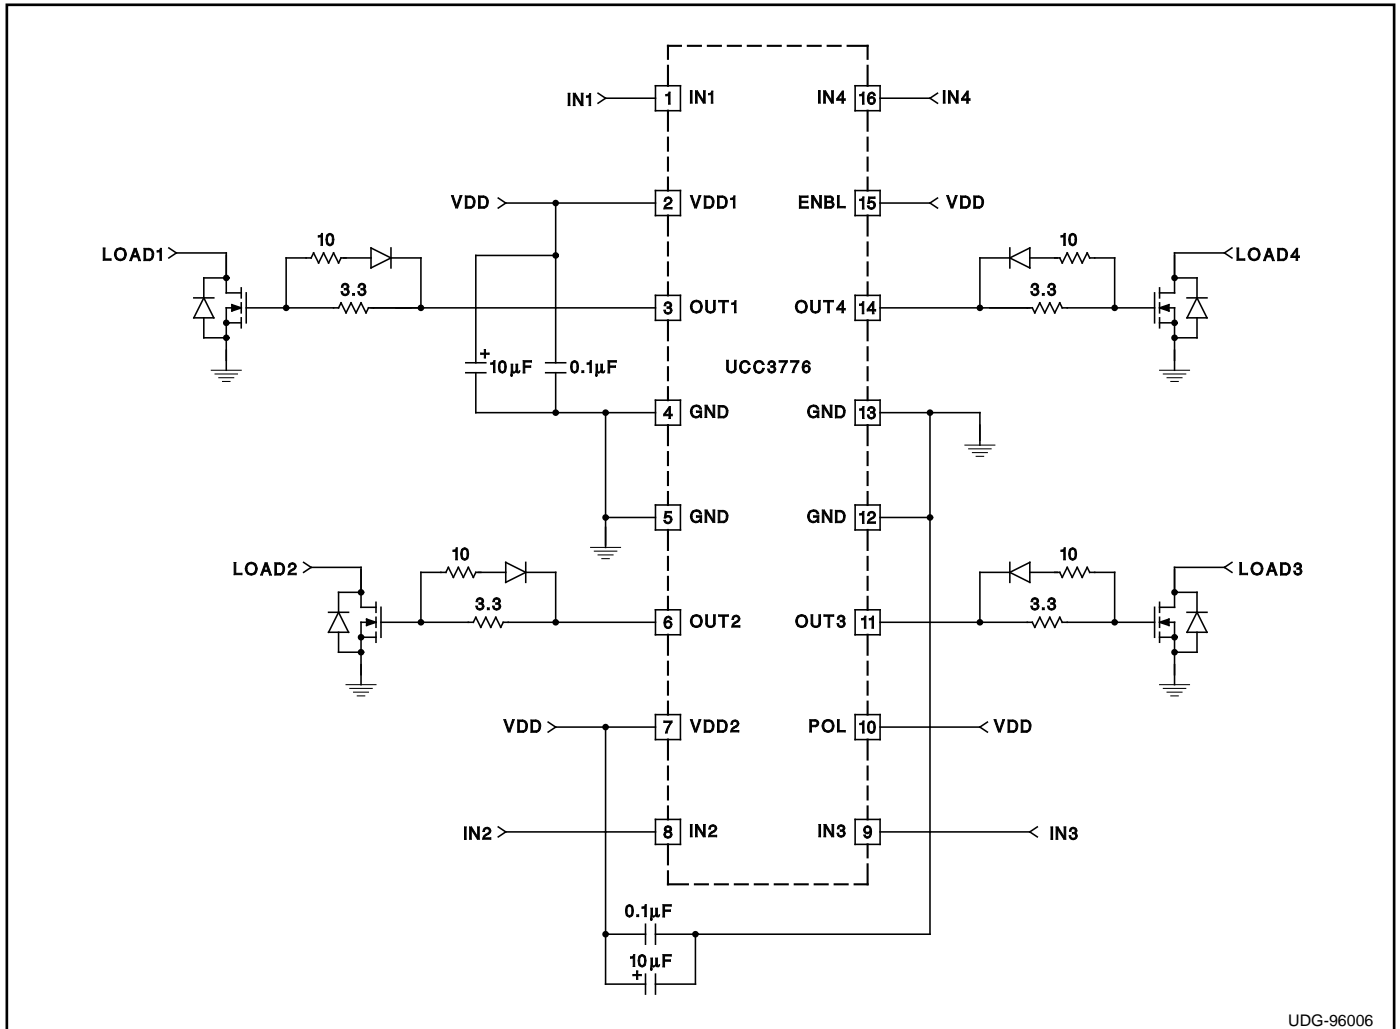 IN1 1 IN1 IN4 16 IN4
VDD 2 VDD1 ENBL 15 VDD
LOAD1 10 10 LOAD4
3.3 3 OUT1 OUT4 14 3.3
+ 10µF 0.1µF UCC3776
4 GND GND 13
5 GND GND 12
LOAD2 10 10 LOAD3
3.3 6 OUT2 OUT3 11 3.3
VDD 7 VDD2 POL 10 VDD
IN2 8 IN2 IN3 9 IN3
0.1µF
10µF
+
UDG-96006